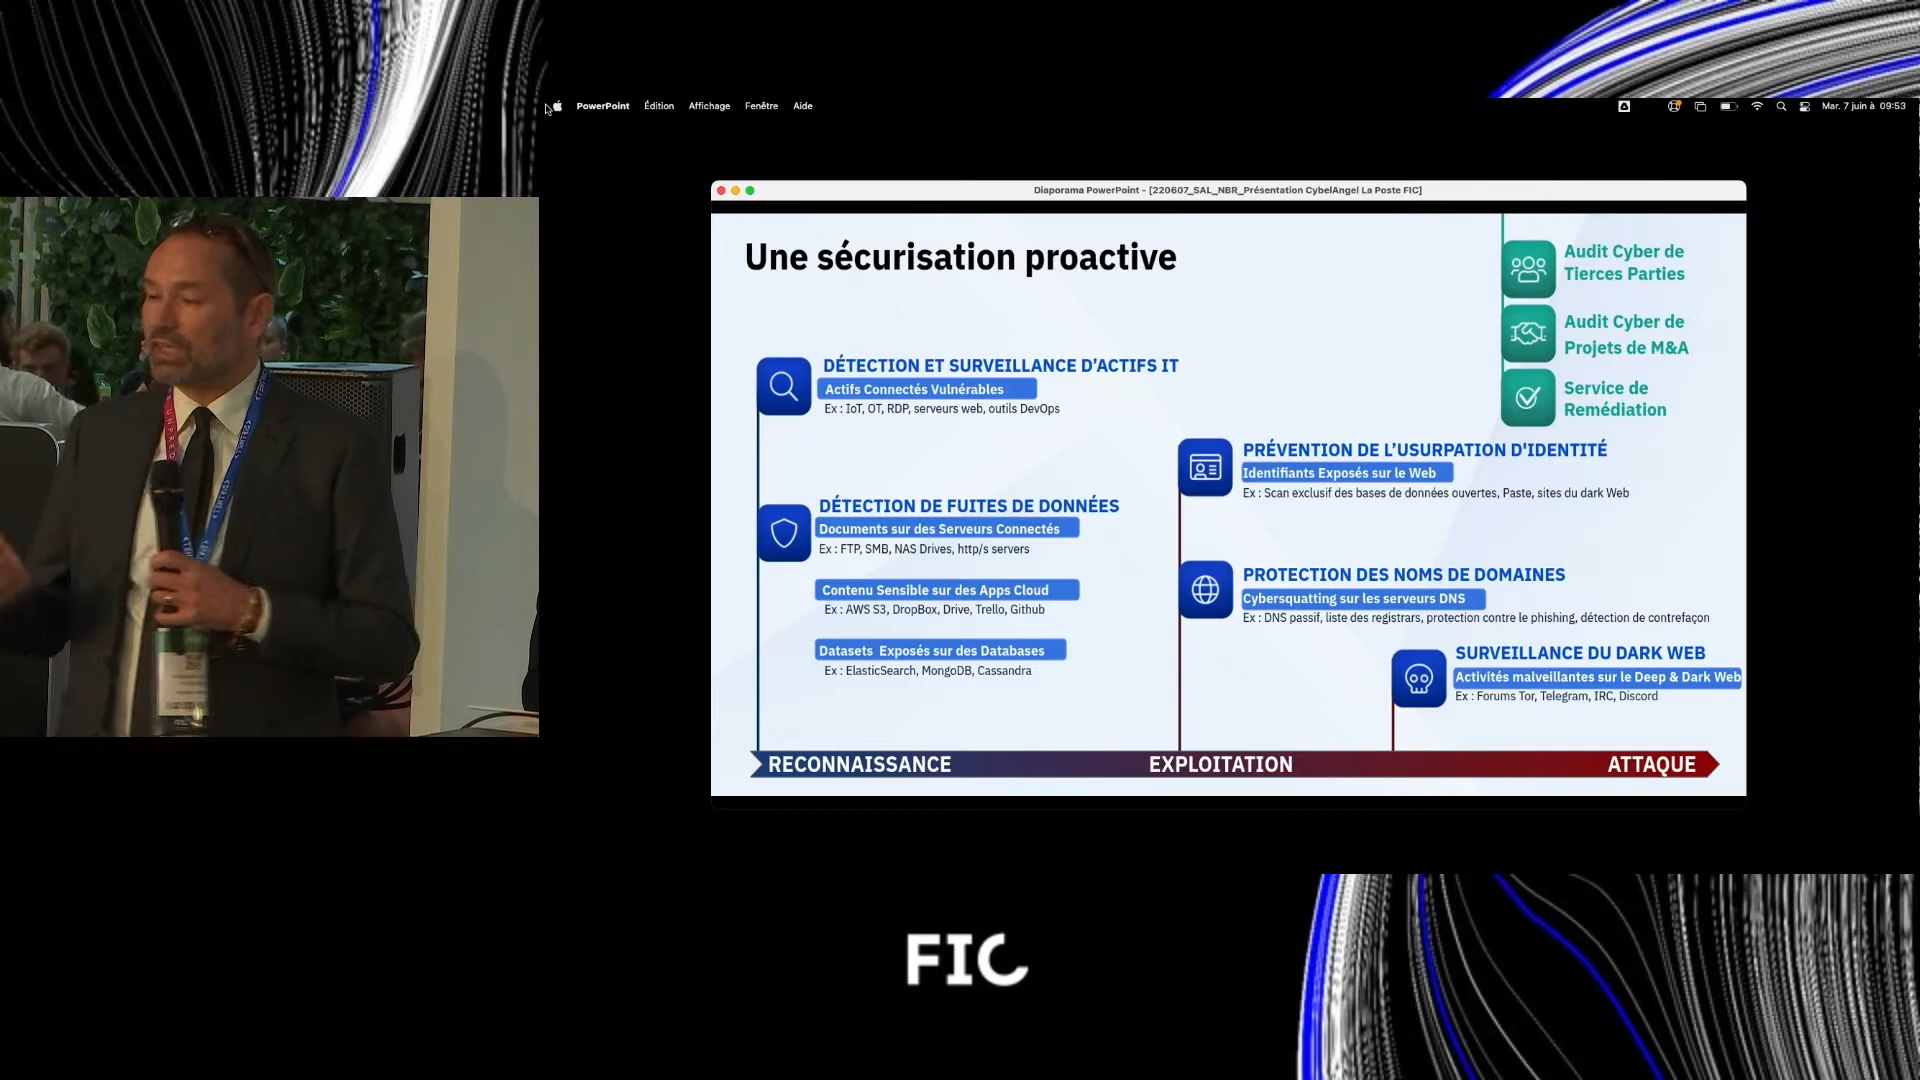 PowerPoint Édition Affichage Fenêtre Aide
Mar. 7 juin à 09:53
Diaporama PowerPoint - [220607_SAL_NBR_Présentation CybelAngel La Poste FIC]
Une sécurisation proactive
Audit Cyber de
Tierces Parties
Audit Cyber de
Projets de M&A
Service de
Remédiation
DÉTECTION ET SURVEILLANCE D’ACTIFS IT
Actifs Connectés Vulnérables
Ex : IoT, OT, RDP, serveurs web, outils DevOps
DÉTECTION DE FUITES DE DONNÉES
Documents sur des Serveurs Connectés
Ex : FTP, SMB, NAS Drives, http/s servers
Contenu Sensible sur des Apps Cloud
Ex : AWS S3, DropBox, Drive, Trello, Github
Datasets Exposés sur des Databases
Ex : ElasticSearch, MongoDB, Cassandra
PRÉVENTION DE L’USURPATION D'IDENTITÉ
Identifiants Exposés sur le Web
Ex : Scan exclusif des bases de données ouvertes, Paste, sites du dark Web
PROTECTION DES NOMS DE DOMAINES
Cybersquatting sur les serveurs DNS
Ex : DNS passif, liste des registrars, protection contre le phishing, détection de contrefaçon
SURVEILLANCE DU DARK WEB
Activités malveillantes sur le Deep & Dark Web
Ex : Forums Tor, Telegram, IRC, Discord
RECONNAISSANCE
EXPLOITATION
ATTAQUE
FIC